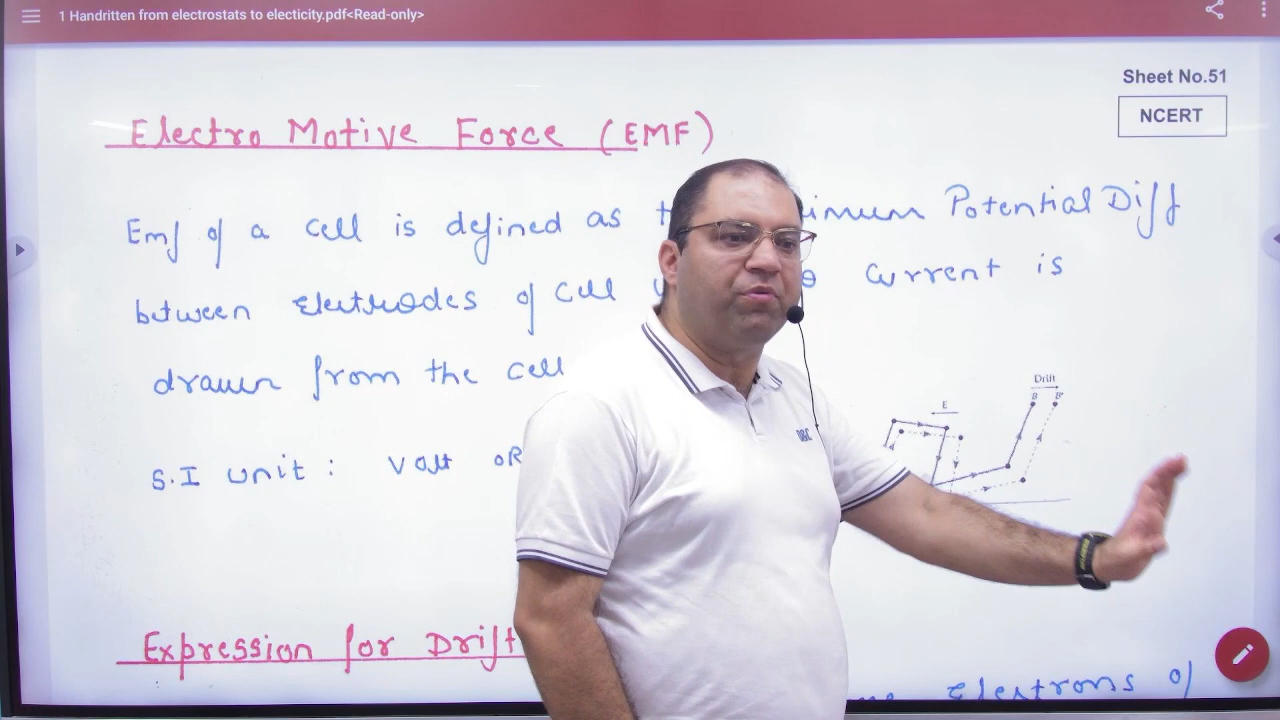 1 Handritten from electrostats to electicity.pdf<Read-only>
Sheet No.51
NCERT
Electro Motive Force (EMF)
Emf of a cell is defined as Potential Diff
between electrodes of cell current is
drawn from the cell
Drift
B B'
E
S.I unit : Volt OR
Expression for Drift
electrons of